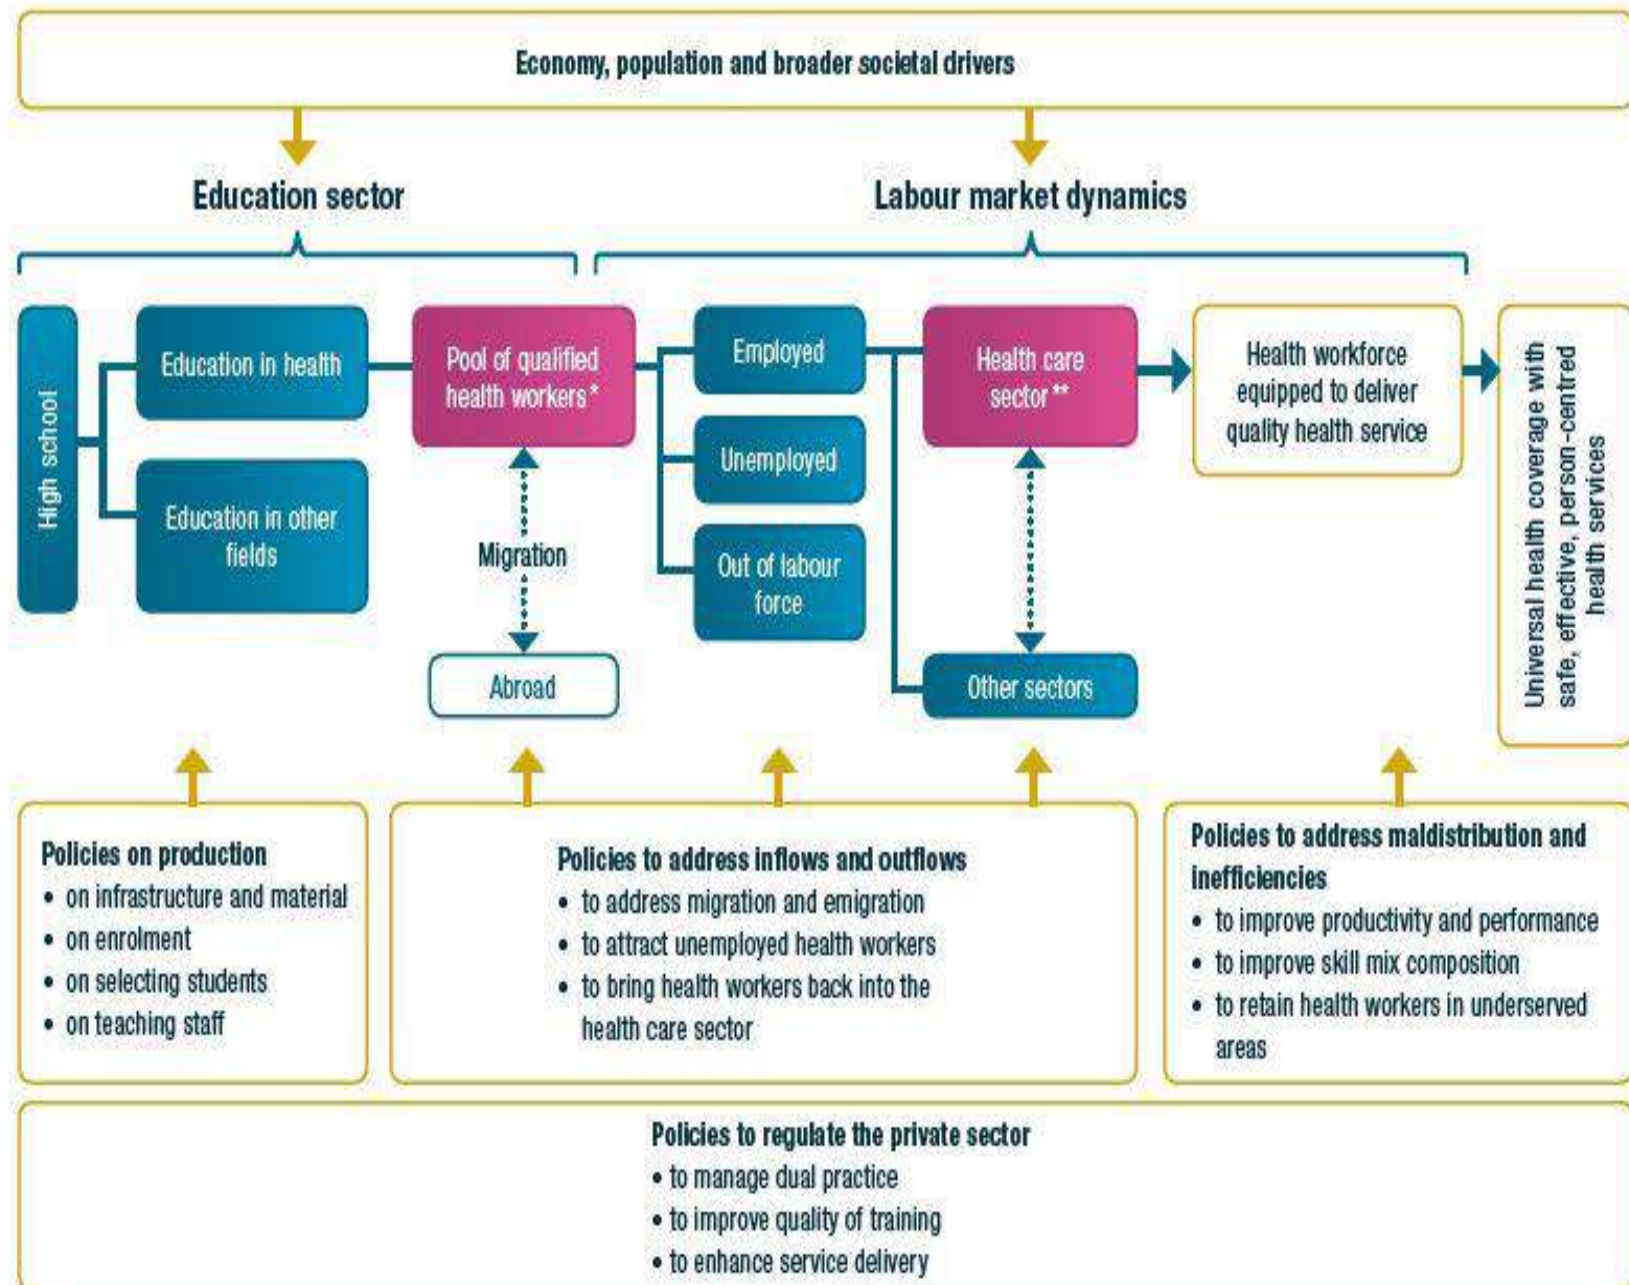 Economy, population and broader societal drivers
Education sector
Labour market dynamics
High school
Education in health
Education in other
fields
Pool of qualified
health workers*
Migration
Abroad
Employed
Unemployed
Out of labour
force
Health care
sector**
Other sectors
Health workforce
equipped to deliver
quality health service
Universal health coverage with
safe, effective, person-centred
health services
Policies on production
• on infrastructure and material
• on enrolment
• on selecting students
• on teaching staff
Policies to address inflows and outflows
• to address migration and emigration
• to attract unemployed health workers
• to bring health workers back into the
health care sector
Policies to address maldistribution and
inefficiencies
• to improve productivity and performance
• to improve skill mix composition
• to retain health workers in underserved
areas
Policies to regulate the private sector
• to manage dual practice
• to improve quality of training
• to enhance service delivery